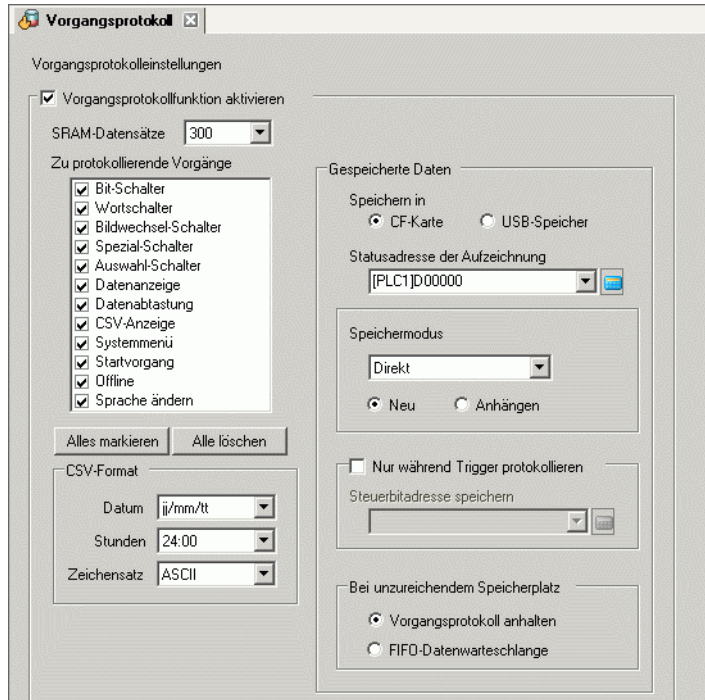 Vorgangsprotokoll
Vorgangsprotokolleinstellungen
Vorgangsprotokollfunktion aktivieren
SRAM-Datensätze 300
Zu protokollierende Vorgänge
Bit-Schalter
Wortschalter
Bildwechsel-Schalter
Spezial-Schalter
Auswahl-Schalter
Datenanzeige
Datenabtastung
CSV-Anzeige
Systemmenü
Startvorgang
Offline
Sprache ändern
Alles markieren Alle löschen
CSV-Format
Datum jj/mm/tt
Stunden 24:00
Zeichensatz ASCII
Gespeicherte Daten
Speichern in
CF-Karte USB-Speicher
Statusadresse der Aufzeichnung
[PLC1]D00000
Speichermodus
Direkt
Neu Anhängen
Nur während Trigger protokollieren
Steuerbitadresse speichern
Bei unzureichendem Speicherplatz
Vorgangsprotokoll anhalten
FIFO-Datenwarteschlange